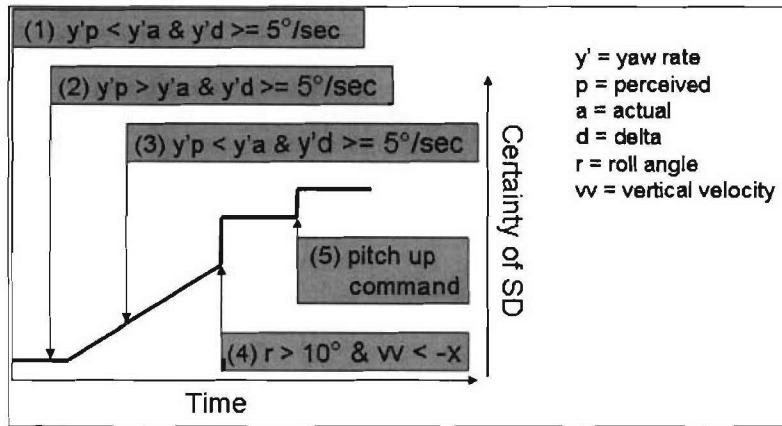 (1) y'p < y'a & y'd >= 5°/sec
(2) y'p > y'a & y'd >= 5°/sec
(3) y'p < y'a & y'd >= 5°/sec
(5) pitch up
command
(4) r > 10° & vv < -x
Time
Certainty of SD
y' = yaw rate
p = perceived
a = actual
d = delta
r = roll angle
vv = vertical velocity